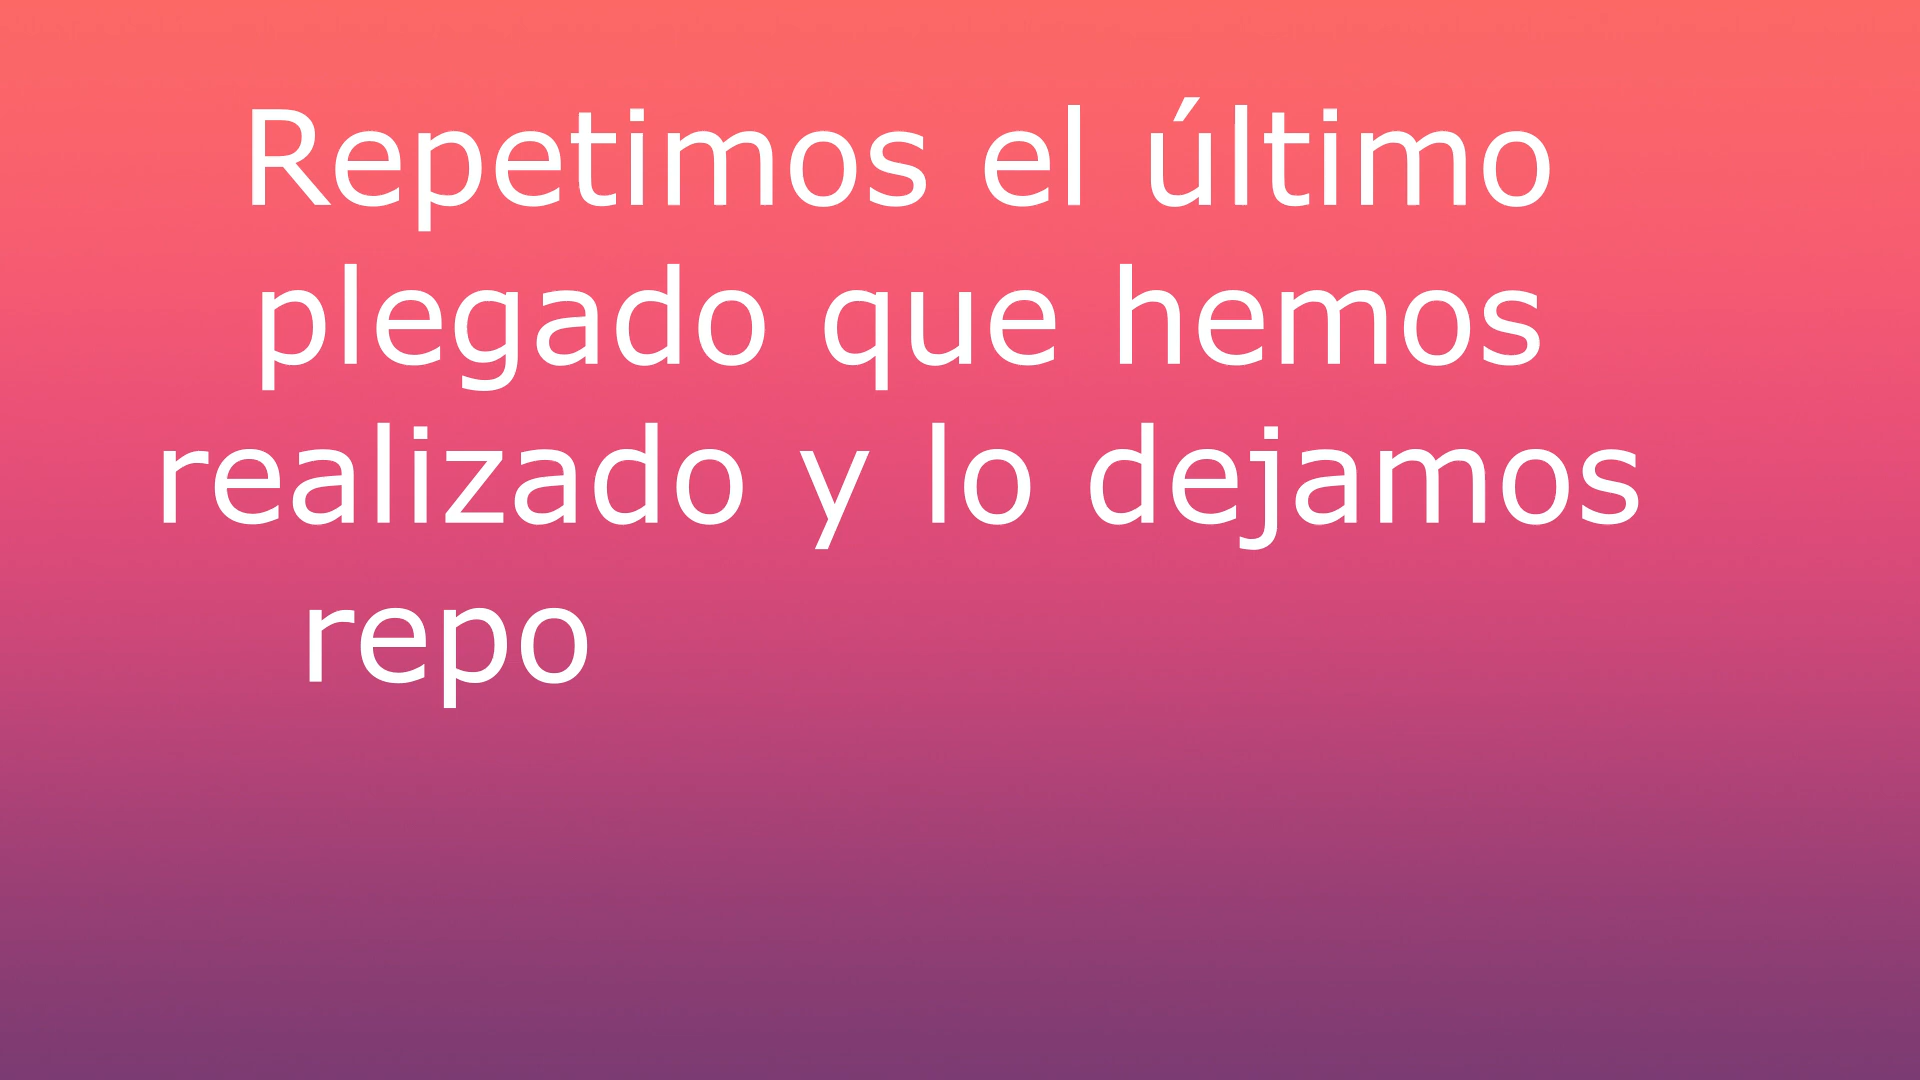 Repetimos el último
plegado que hemos
realizado y lo dejamos
repo